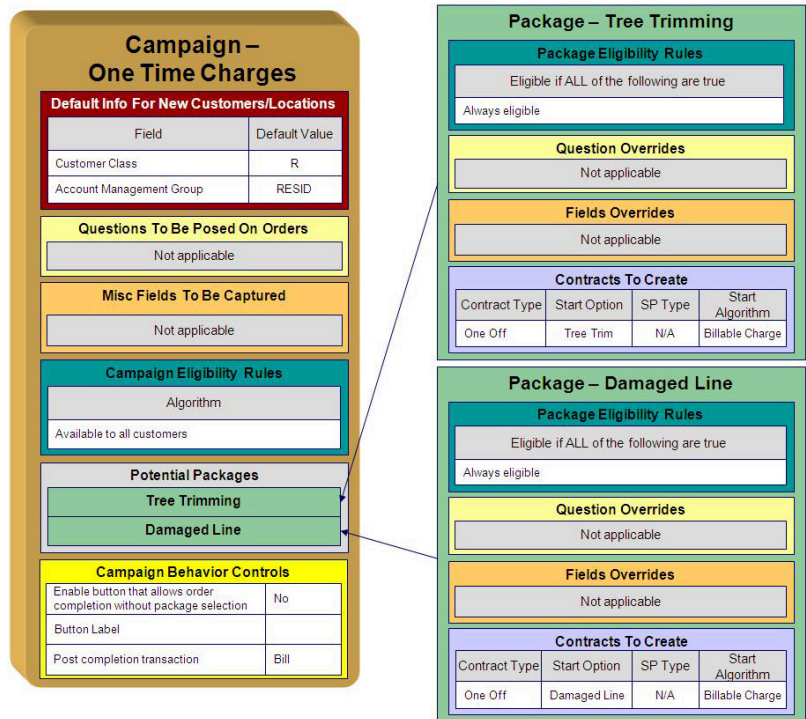 Campaign –
One Time Charges
Default Info For New Customers/Locations
Field Default Value
Customer Class R
Account Management Group RESID
Questions To Be Posed On Orders
Not applicable
Misc Fields To Be Captured
Not applicable
Campaign Eligibility Rules
Algorithm
Available to all customers
Potential Packages
Tree Trimming
Damaged Line
Campaign Behavior Controls
Enable button that allows order
completion without package selection No
Button Label
Post completion transaction Bill
Package – Tree Trimming
Package Eligibility Rules
Eligible if ALL of the following are true
Always eligible
Question Overrides
Not applicable
Fields Overrides
Not applicable
Contracts To Create
Contract Type Start Option SP Type Start
Algorithm
One Off Tree Trim N/A Billable Charge
Package – Damaged Line
Package Eligibility Rules
Eligible if ALL of the following are true
Always eligible
Question Overrides
Not applicable
Fields Overrides
Not applicable
Contracts To Create
Contract Type Start Option SP Type Start
Algorithm
One Off Damaged Line N/A Billable Charge